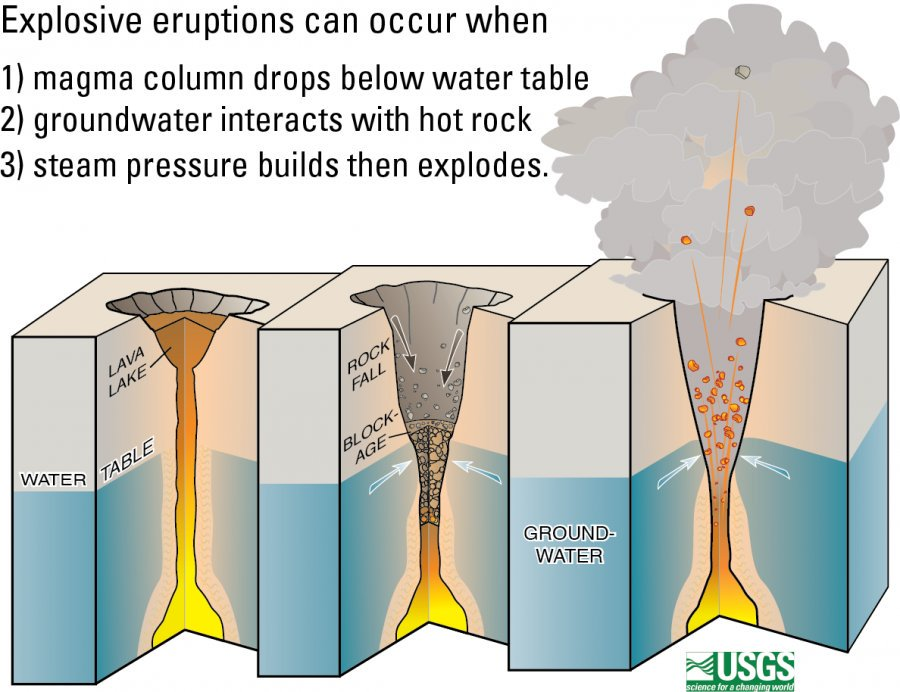 Explosive eruptions can occur when
1) magma column drops below water table
2) groundwater interacts with hot rock
3) steam pressure builds then explodes.
LAVA
LAKE
WATER TABLE
ROCK
FALL
BLOCK-
AGE
GROUND-
WATER
USGS
science for a changing world